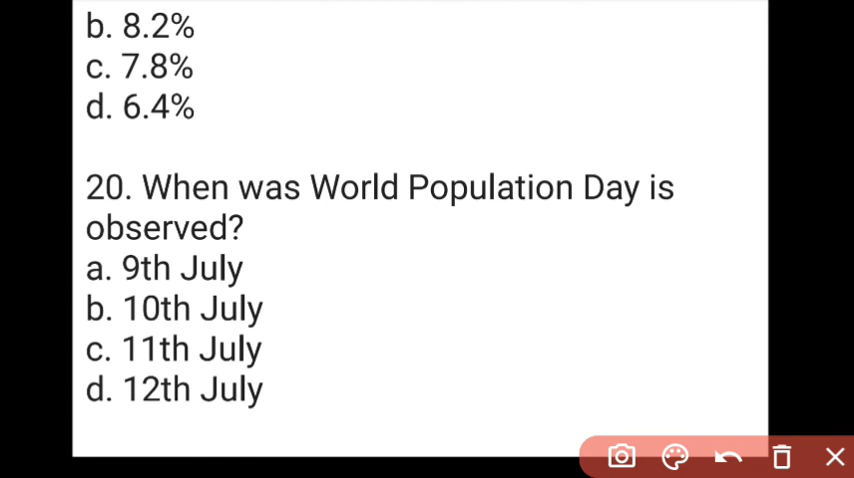 b. 8.2%
c. 7.8%
d. 6.4%
20. When was World Population Day is
observed?
a. 9th July
b. 10th July
c. 11th July
d. 12th July